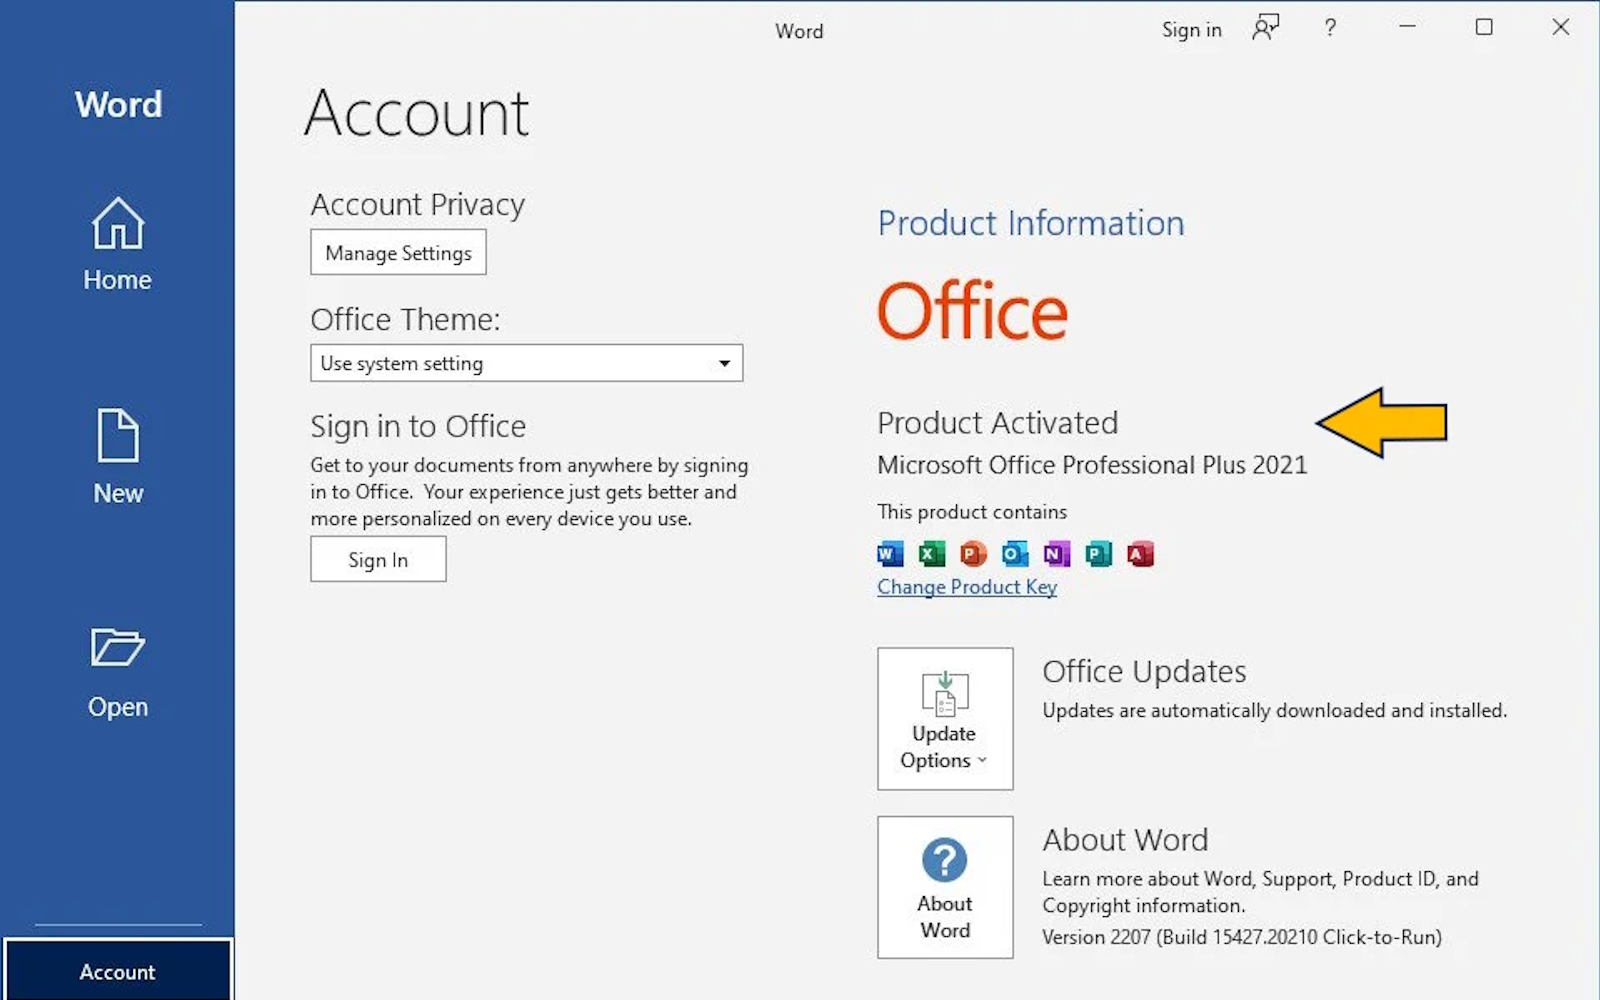 Word
Sign in
?
Word
Home
New
Open
Account
Account
Account Privacy
Manage Settings
Office Theme:
Use system setting
Sign in to Office
Get to your documents from anywhere by signing
in to Office.  Your experience just gets better and
more personalized on every device you use.
Sign In
Product Information
Office
Product Activated
Microsoft Office Professional Plus 2021
This product contains
W X P O N P A
Change Product Key
Update
Options
Office Updates
Updates are automatically downloaded and installed.
?
About
Word
About Word
Learn more about Word, Support, Product ID, and
Copyright information.
Version 2207 (Build 15427.20210 Click-to-Run)